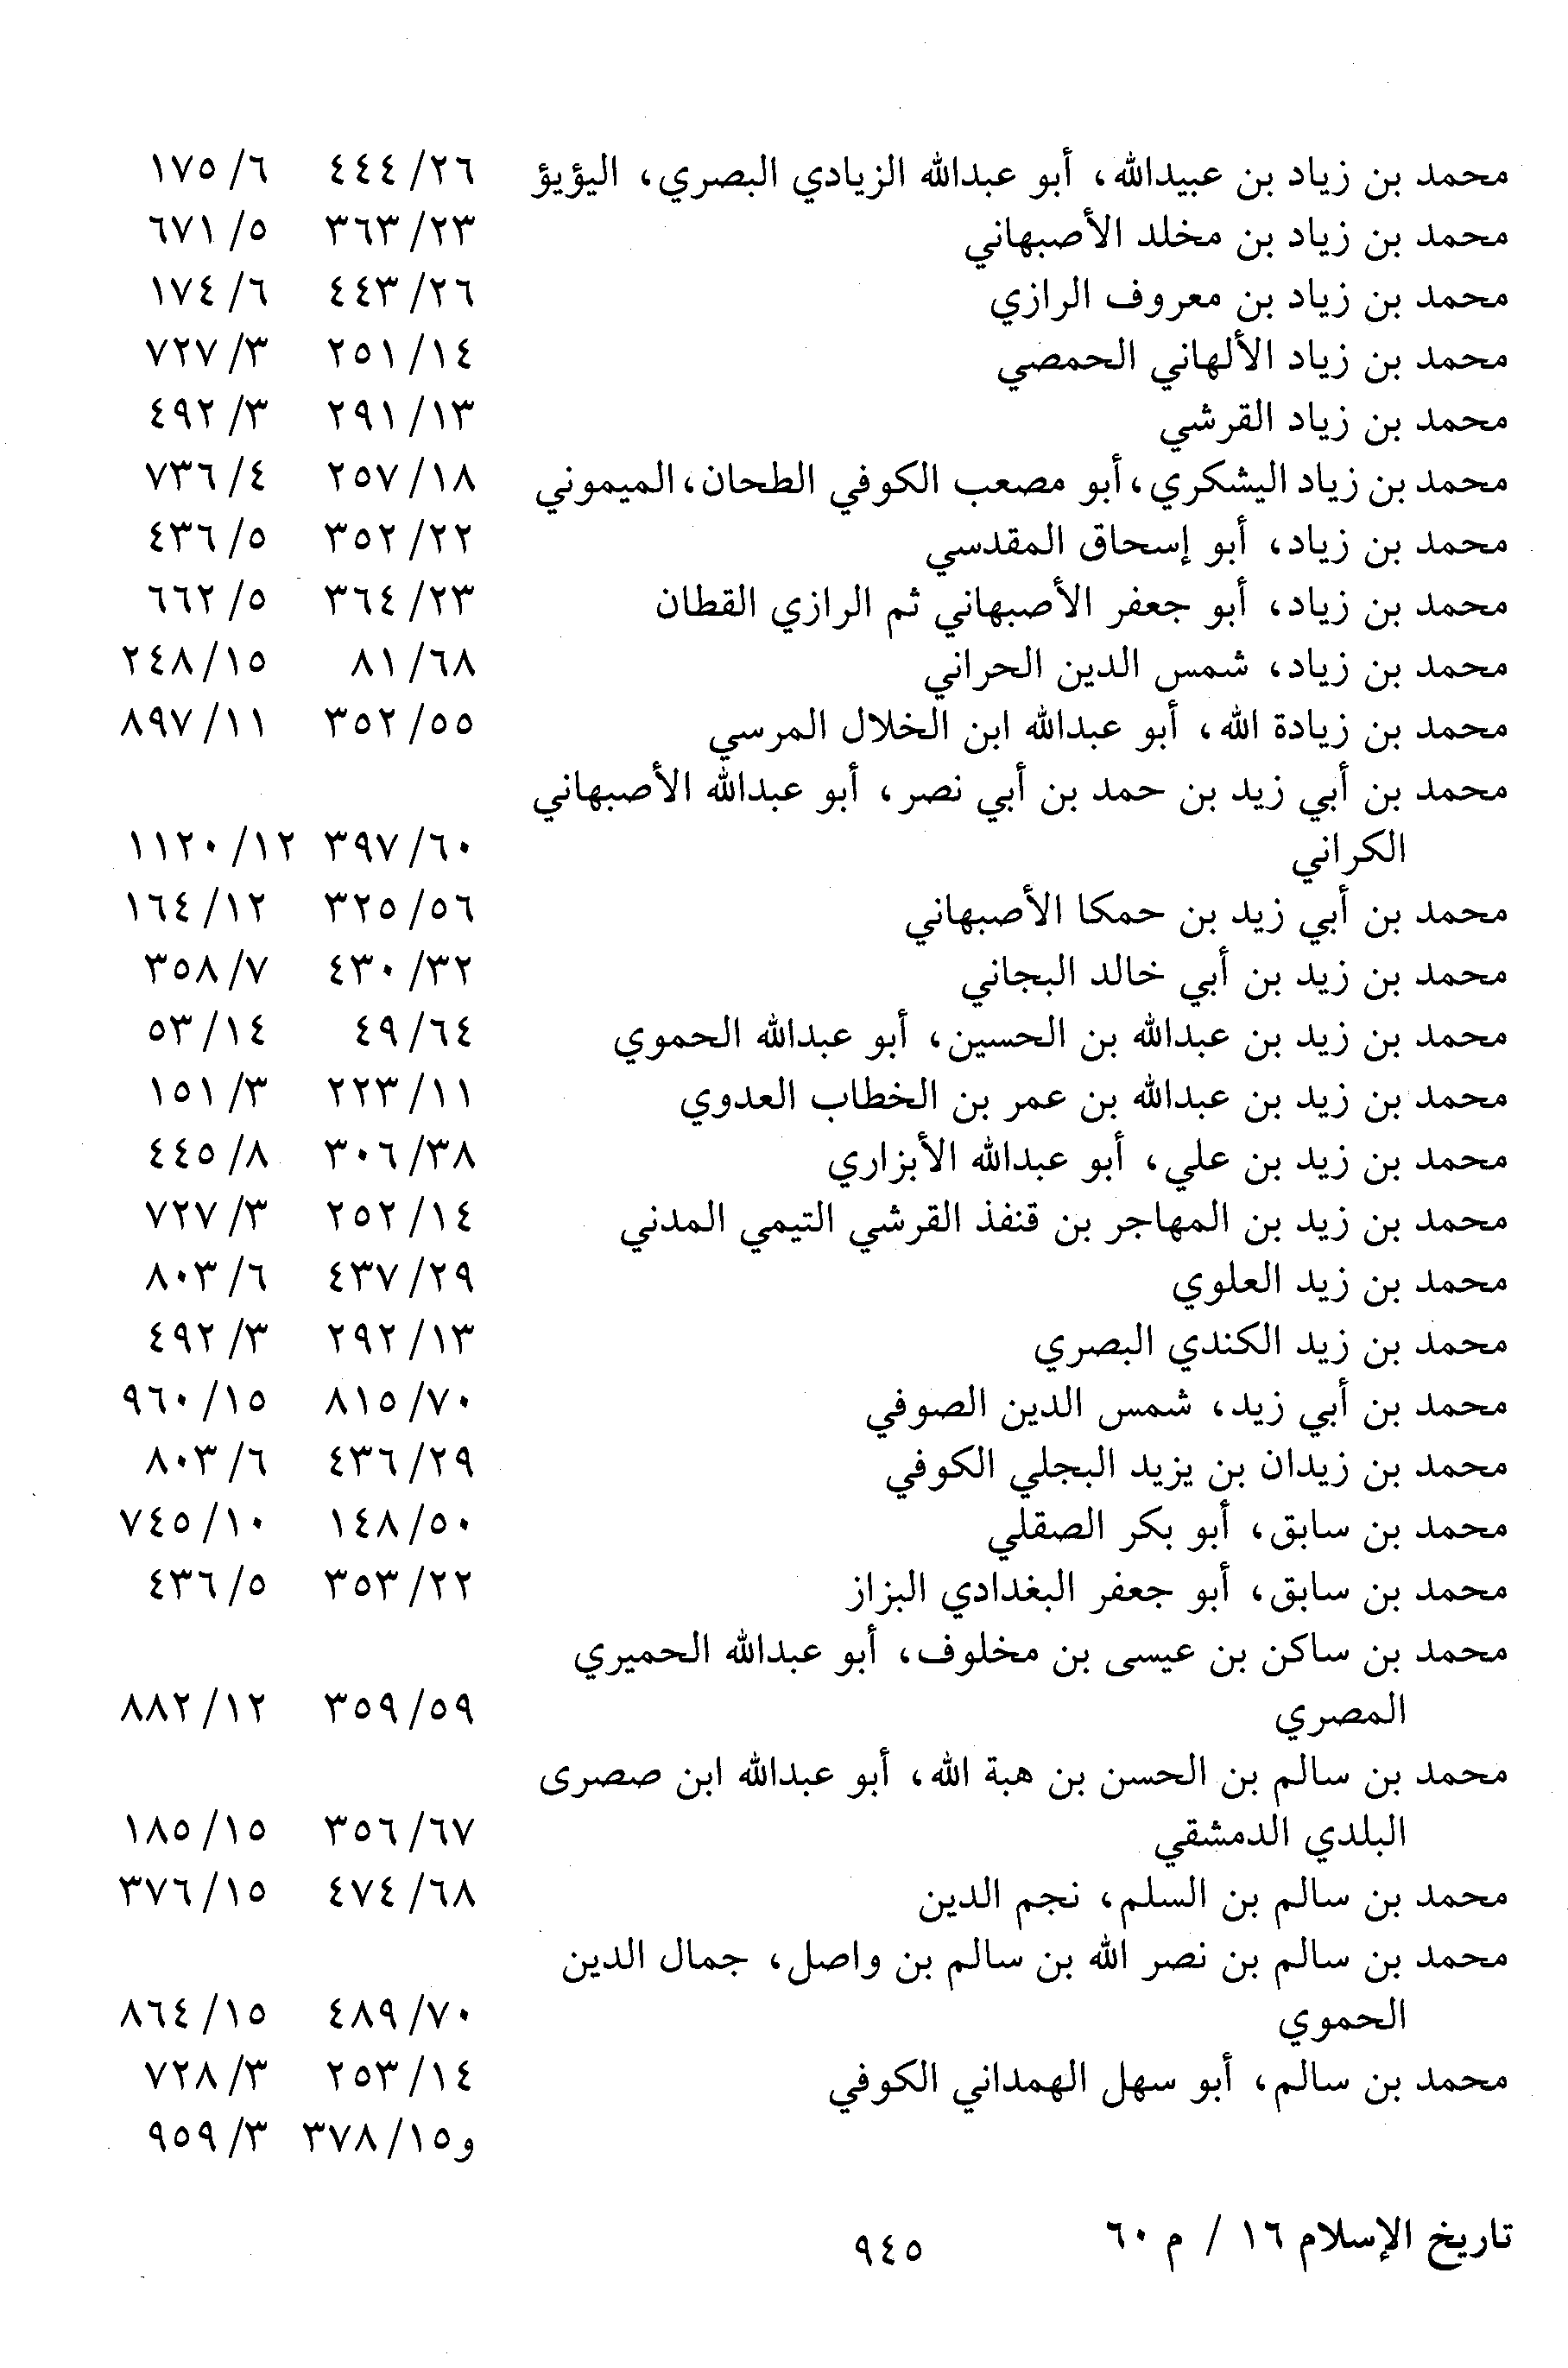 محمد بن زياد بن عبيدالله، أبو عبدالله الزيادي البصري، اليؤيؤ ٢٦/ ٤٤٤ ٦/ ١٧٥
محمد بن زياد بن مخلد الأصبهاني ٢٣/ ٣٦٣ ٥/ ٦٧١
محمد بن زياد بن معروف الرازي ٢٦/ ٤٤٣ ٦/ ١٧٤
محمد بن زياد الألهاني الحمصي ١٤/ ٢٥١ ٣/ ٧٢٧
محمد بن زياد القرشي ١٣/ ٢٩١ ٣/ ٤٩٢
محمد بن زياد اليشكري، أبو مصعب الكوفي الطحان، الميموني ١٨/ ٢٥٧ ٤/ ٧٣٦
محمد بن زياد، أبو إسحاق المقدسي ٢٢/ ٣٥٢ ٥/ ٤٣٦
محمد بن زياد، أبو جعفر الأصبهاني ثم الرازي القطان ٢٣/ ٣٦٤ ٥/ ٦٦٢
محمد بن زياد، شمس الدين الحراني ٦٨/ ٨١ ١٥/ ٢٤٨
محمد بن زيادة الله، أبو عبدالله ابن الخلال المرسي ٥٥/ ٣٥٢ ١١/ ٨٩٧
محمد بن أبي زيد بن حمد بن أبي نصر، أبو عبدالله الأصبهاني
الكراني ٦٠/ ٣٩٧ ١٢/ ١١٢٠
محمد بن أبي زيد بن حمكا الأصبهاني ٥٦/ ٣٢٥ ١٢/ ١٦٤
محمد بن زيد بن أبي خالد البجاني ٣٢/ ٤٣٠ ٧/ ٣٥٨
محمد بن زيد بن عبدالله بن الحسين، أبو عبدالله الحموي ٦٤/ ٤٩ ١٤/ ٥٣
محمد بن زيد بن عبدالله بن عمر بن الخطاب العدوي ١١/ ٢٢٣ ٣/ ١٥١
محمد بن زيد بن علي، أبو عبدالله الأبزاري ٣٨/ ٣٠٦ ٨/ ٤٤٥
محمد بن زيد بن المهاجر بن قنفذ القرشي التيمي المدني ١٤/ ٢٥٢ ٣/ ٧٢٧
محمد بن زيد العلوي ٢٩/ ٤٣٧ ٦/ ٨٠٣
محمد بن زيد الكندي البصري ١٣/ ٢٩٢ ٣/ ٤٩٢
محمد بن أبي زيد، شمس الدين الصوفي ٧٠/ ٨١٥ ١٥/ ٩٦٠
محمد بن زيدان بن يزيد البجلي الكوفي ٢٩/ ٤٣٦ ٦/ ٨٠٣
محمد بن سابق، أبو بكر الصقلي ٥٠/ ١٤٨ ١٠/ ٧٤٥
محمد بن سابق، أبو جعفر البغدادي البزاز ٢٢/ ٣٥٣ ٥/ ٤٣٦
محمد بن ساكن بن عيسى بن مخلوف، أبو عبدالله الحميري
المصري ٥٩/ ٣٥٩ ١٢/ ٨٨٢
محمد بن سالم بن الحسن بن هبة الله، أبو عبدالله ابن صصرى
البلدي الدمشقي ٦٧/ ٣٥٦ ١٥/ ١٨٥
محمد بن سالم بن السلم، نجم الدين ٦٨/ ٤٧٤ ١٥/ ٣٧٦
محمد بن سالم بن نصر الله بن سالم بن واصل، جمال الدين
الحموي ٧٠/ ٤٨٩ ١٥/ ٨٦٤
محمد بن سالم، أبو سهل الهمداني الكوفي ١٤/ ٢٥٣ ٣/ ٧٢٨
و١٥/ ٣٧٨ ٣/ ٩٥٩
تاريخ الإسلام ١٦ / م ٦٠
٩٤٥